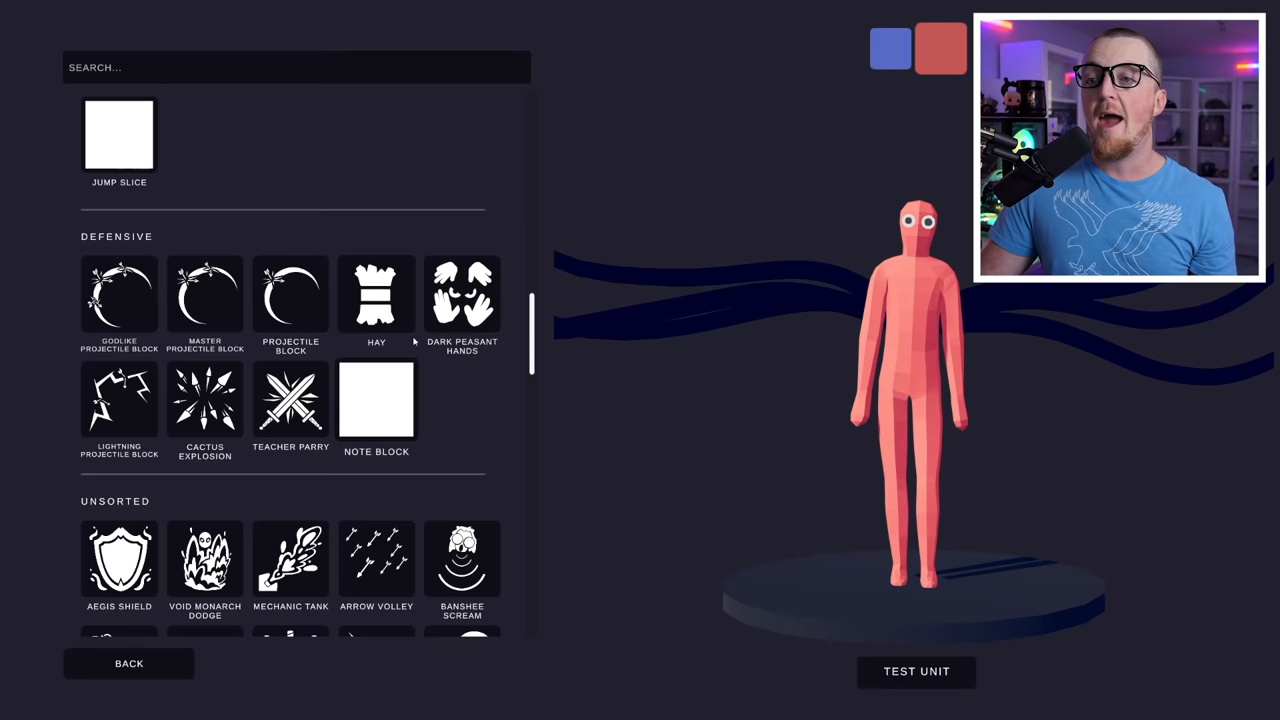 SEARCH...
JUMP SLICE
DEFENSIVE
GODLIKE
PROJECTILE BLOCK
MASTER
PROJECTILE BLOCK
PROJECTILE
BLOCK
HAY
DARK PEASANT
HANDS
LIGHTNING
PROJECTILE BLOCK
CACTUS
EXPLOSION
TEACHER PARRY
NOTE BLOCK
UNSORTED
AEGIS SHIELD
VOID MONARCH
DODGE
MECHANIC TANK
ARROW VOLLEY
BANSHEE
SCREAM
BACK
TEST UNIT